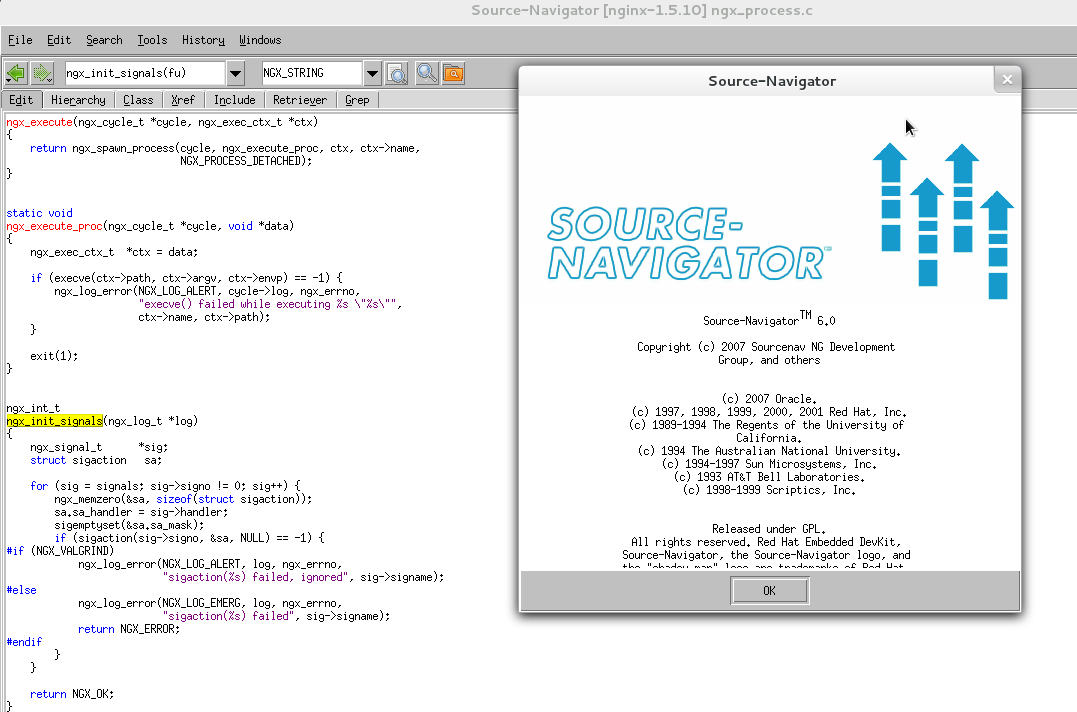 Source-Navigator [nginx-1.5.10] ngx_process.c
File Edit Search Tools History Windows
ngx_init_signals(fu) NGX_STRING
Edit Hierarchy Class Xref Include Retriever Grep
ngx_execute(ngx_cycle_t *cycle, ngx_exec_ctx_t *ctx)
{
    return ngx_spawn_process(cycle, ngx_execute_proc, ctx, ctx->name,
                             NGX_PROCESS_DETACHED);
}
static void
ngx_execute_proc(ngx_cycle_t *cycle, void *data)
{
    ngx_exec_ctx_t  *ctx = data;
    if (execve(ctx->path, ctx->argv, ctx->envp) == -1) {
        ngx_log_error(NGX_LOG_ALERT, cycle->log, ngx_errno,
                      "execve() failed while executing %s \"%s\"",
                      ctx->name, ctx->path);
    }
    exit(1);
}
ngx_int_t
ngx_init_signals(ngx_log_t *log)
{
    ngx_signal_t      *sig;
    struct sigaction   sa;
    for (sig = signals; sig->signo != 0; sig++) {
        ngx_memzero(&sa, sizeof(struct sigaction));
        sa.sa_handler = sig->handler;
        sigemptyset(&sa.sa_mask);
        if (sigaction(sig->signo, &sa, NULL) == -1) {
#if (NGX_VALGRIND)
            ngx_log_error(NGX_LOG_ALERT, log, ngx_errno,
                          "sigaction(%s) failed, ignored", sig->signame);
#else
            ngx_log_error(NGX_LOG_EMERG, log, ngx_errno,
                          "sigaction(%s) failed", sig->signame);
            return NGX_ERROR;
#endif
        }
    }
    return NGX_OK;
}
Source-Navigator
SOURCE-
NAVIGATOR™
Source-Navigator™ 6.0
Copyright (c) 2007 Sourcenav NG Development
Group, and others
(c) 2007 Oracle.
(c) 1997, 1998, 1999, 2000, 2001 Red Hat, Inc.
(c) 1989-1994 The Regents of the University of
California.
(c) 1994 The Australian National University.
(c) 1994-1997 Sun Microsystems, Inc.
(c) 1993 AT&T Bell Laboratories.
(c) 1998-1999 Scriptics, Inc.
Released under GPL.
All rights reserved. Red Hat Embedded DevKit,
Source-Navigator, the Source-Navigator logo, and
the "shadow man" logo are trademarks of Red Hat
OK